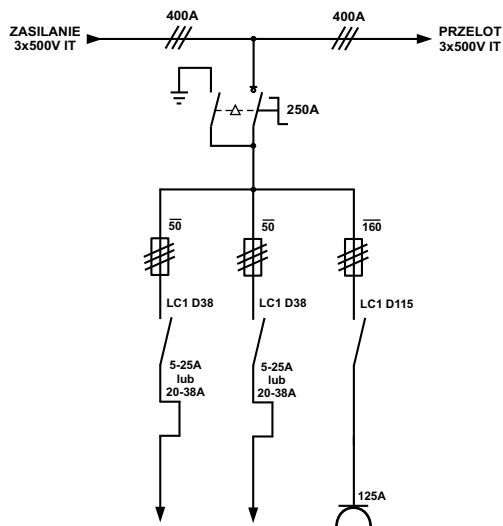 400A
400A
ZASILANIE
3x500V IT
PRZELOT
3x500V IT
250A
50
50
160
LC1 D38
LC1 D38
LC1 D115
5-25A
lub
20-38A
5-25A
lub
20-38A
125A